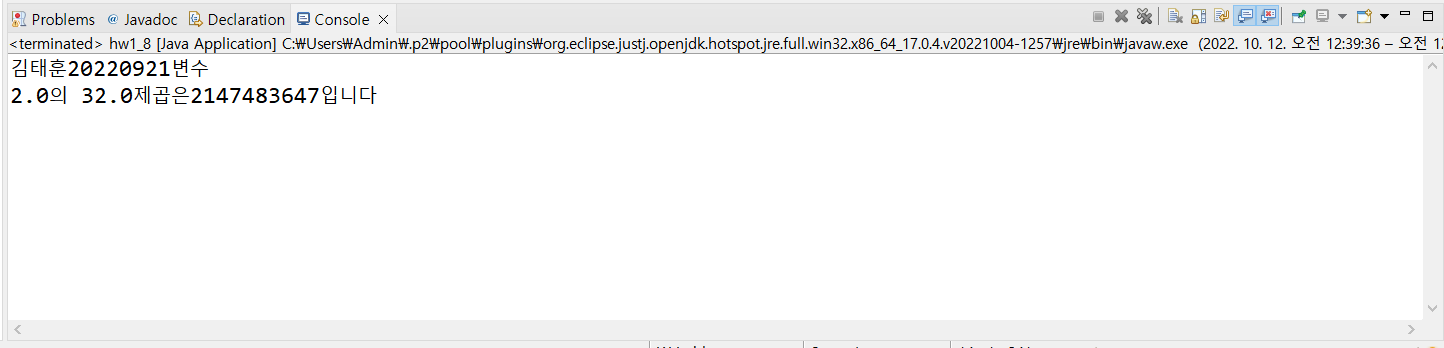 Problems @ Javadoc Declaration Console
<terminated> hw1_8 [Java Application] C:₩Users₩Admin₩.p2₩pool₩plugins₩org.eclipse.justj.openjdk.hotspot.jre.full.win32.x86_64_17.0.4.v20221004-1257₩jre₩bin₩javaw.exe (2022. 10. 12. 오전 12:39:36 – 오전 12
김태훈20220921변수
2.0의 32.0제곱은2147483647입니다